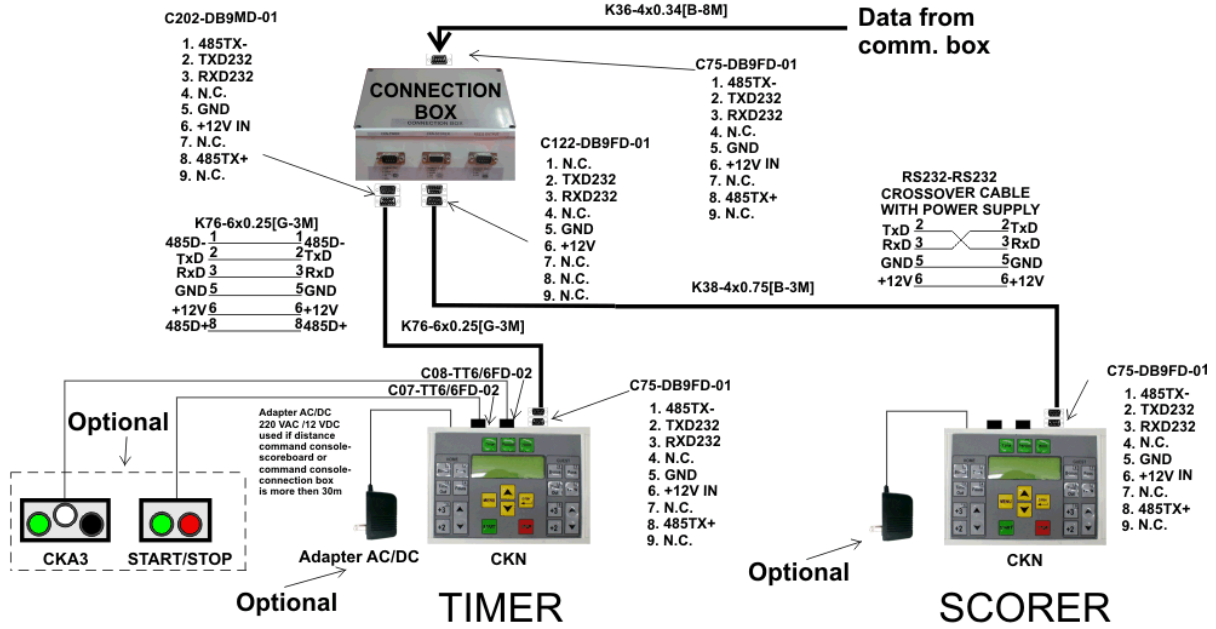 K36-4x0.34[B-8M]
Data from
comm. box
C202-DB9MD-01
1. 485TX-
2. TXD232
3. RXD232
4. N.C.
5. GND
6. +12V IN
7. N.C.
8. 485TX+
9. N.C.
CONNECTION
BOX
CONNECTION BOX
C75-DB9FD-01
1. 485TX-
2. TXD232
3. RXD232
4. N.C.
5. GND
6. +12V IN
7. N.C.
8. 485TX+
9. N.C.
C122-DB9FD-01
1. N.C.
2. TXD232
3. RXD232
4. N.C.
5. GND
6. +12V
7. N.C.
8. N.C.
9. N.C.
RS232-RS232
CROSSOVER CABLE
WITH POWER SUPPLY
TxD 2 2 TxD
RxD 3 3 RxD
GND 5 5 GND
+12V 6 6 +12V
K76-6x0.25[G-3M]
485D- 1 1 485D-
TxD 2 2 TxD
RxD 3 3 RxD
GND 5 5 GND
+12V 6 6 +12V
485D+ 8 8 485D+
K38-4x0.75[B-3M]
K76-6x0.25[G-3M]
C08-TT6/6FD-02
C07-TT6/6FD-02
Optional
CKA3
START/STOP
Adapter AC/DC
220 VAC /12 VDC
used if distance
command console-
scoreboard or
command console-
connection box
is more then 30m
Adapter AC/DC
Optional
C75-DB9FD-01
1. 485TX-
2. TXD232
3. RXD232
4. N.C.
5. GND
6. +12V IN
7. N.C.
8. 485TX+
9. N.C.
CKN
TIMER
C75-DB9FD-01
1. 485TX-
2. TXD232
3. RXD232
4. N.C.
5. GND
6. +12V IN
7. N.C.
8. 485TX+
9. N.C.
Optional
CKN
SCORER